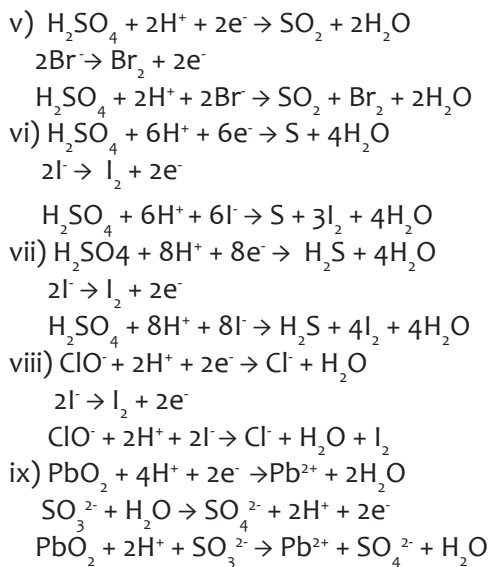 v) H₂SO₄ + 2H⁺ + 2e⁻ → SO₂ + 2H₂O
2Br⁻→ Br₂ + 2e⁻
H₂SO₄ + 2H⁺ + 2Br⁻ → SO₂ + Br₂ + 2H₂O
vi) H₂SO₄ + 6H⁺ + 6e⁻ → S + 4H₂O
2I⁻ → I₂ + 2e⁻
H₂SO₄ + 6H⁺ + 6I⁻ → S + 3I₂ + 4H₂O
vii) H₂SO4 + 8H⁺ + 8e⁻ → H₂S + 4H₂O
2I⁻ → I₂ + 2e⁻
H₂SO₄ + 8H⁺ + 8I⁻ → H₂S + 4I₂ + 4H₂O
viii) ClO⁻ + 2H⁺ + 2e⁻ → Cl⁻ + H₂O
2I⁻ → I₂ + 2e⁻
ClO⁻ + 2H⁺ + 2I⁻ → Cl⁻ + H₂O + I₂
ix) PbO₂ + 4H⁺ + 2e⁻ →Pb²⁺ + 2H₂O
SO₃²⁻ + H₂O → SO₄²⁻ + 2H⁺ + 2e⁻
PbO₂ + 2H⁺ + SO₃²⁻ → Pb²⁺ + SO₄²⁻ + H₂O